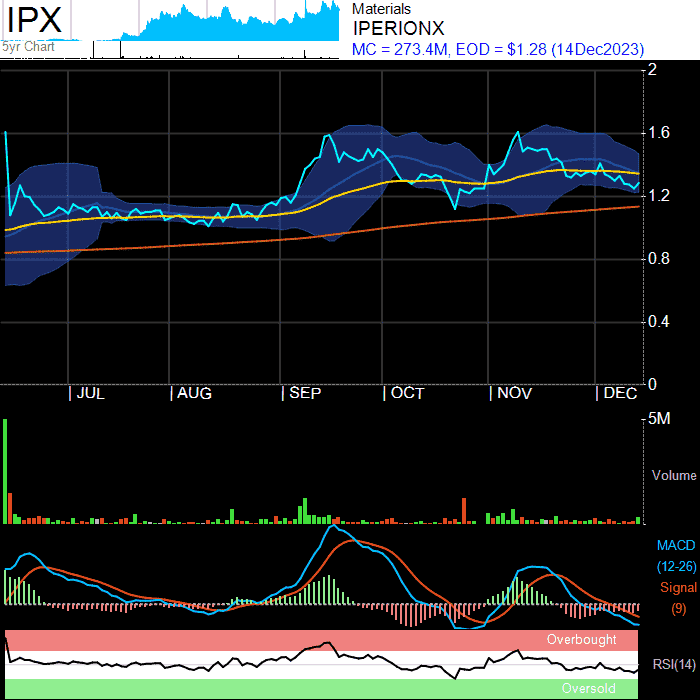 IPX
5yr Chart
Materials
IPERIONX
MC = 273.4M, EOD = $1.28 (14Dec2023)
2
1.6
1.2
0.8
0.4
0
JUL AUG SEP OCT NOV DEC
5M
Volume
MACD
(12-26)
Signal
(9)
Overbought
RSI(14)
Oversold